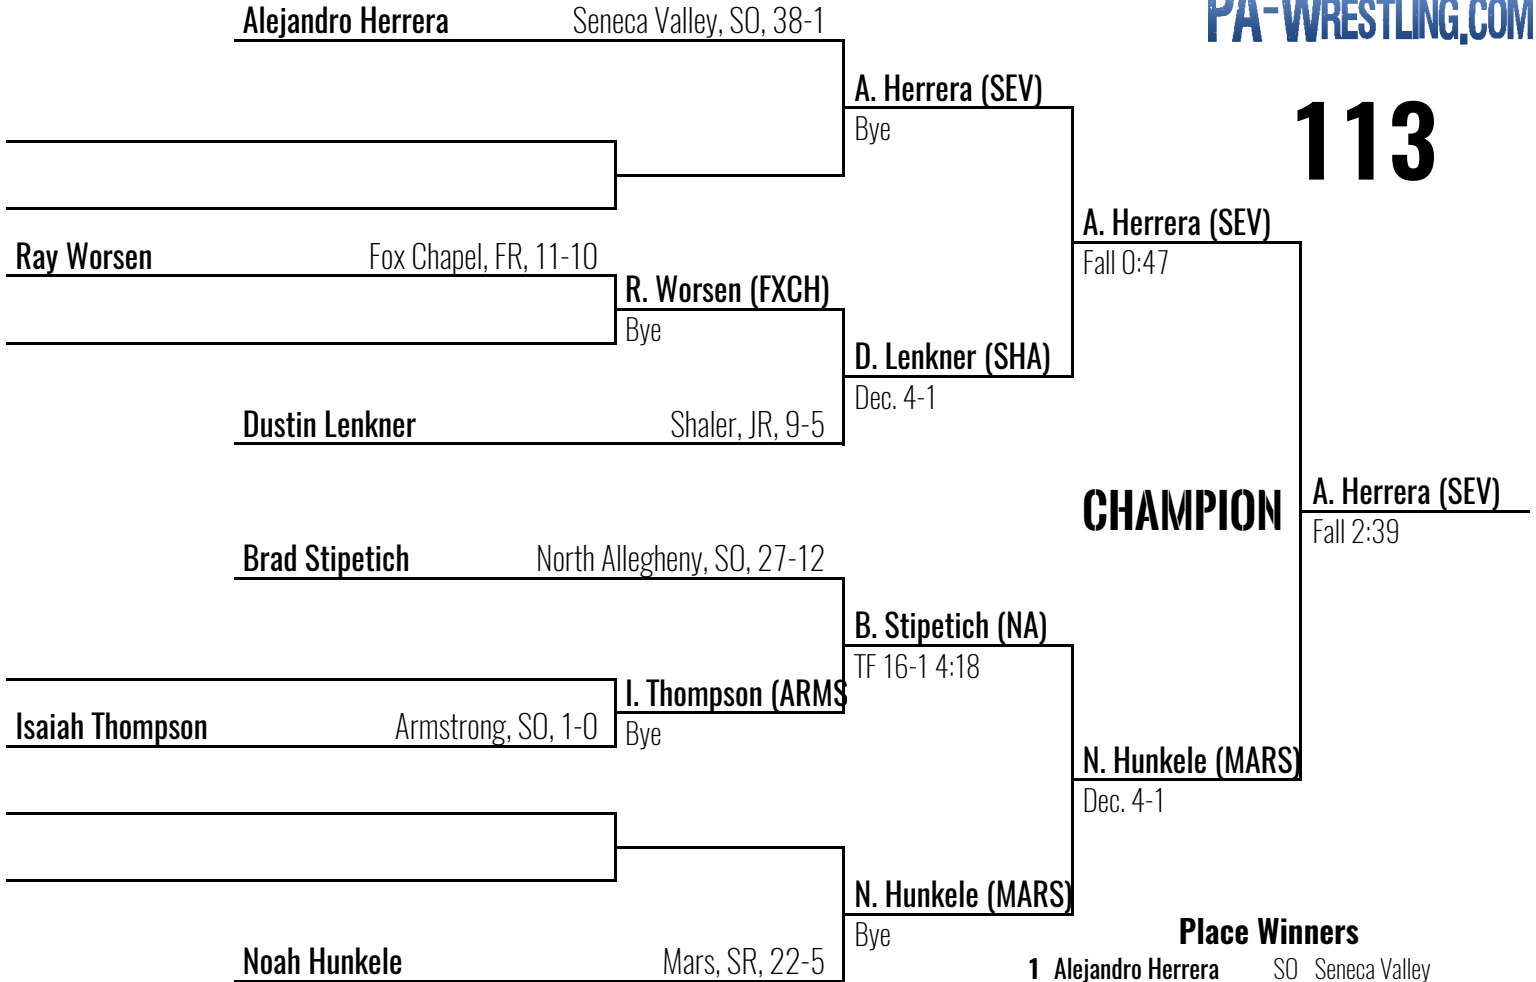 Alejandro Herrera Seneca Valley, SO, 38-1
PA-WRESTLING.COM
A. Herrera (SEV)
Bye
113
A. Herrera (SEV)
Fall 0:47
Ray Worsen Fox Chapel, FR, 11-10
R. Worsen (FXCH)
Bye
D. Lenkner (SHA)
Dec. 4-1
Dustin Lenkner Shaler, JR, 9-5
CHAMPION
A. Herrera (SEV)
Fall 2:39
Brad Stipetich North Allegheny, SO, 27-12
B. Stipetich (NA)
TF 16-1 4:18
I. Thompson (ARMS
Bye
Isaiah Thompson Armstrong, SO, 1-0
N. Hunkele (MARS)
Dec. 4-1
N. Hunkele (MARS)
Bye
Noah Hunkele Mars, SR, 22-5
Place Winners
1 Alejandro Herrera SO Seneca Valley